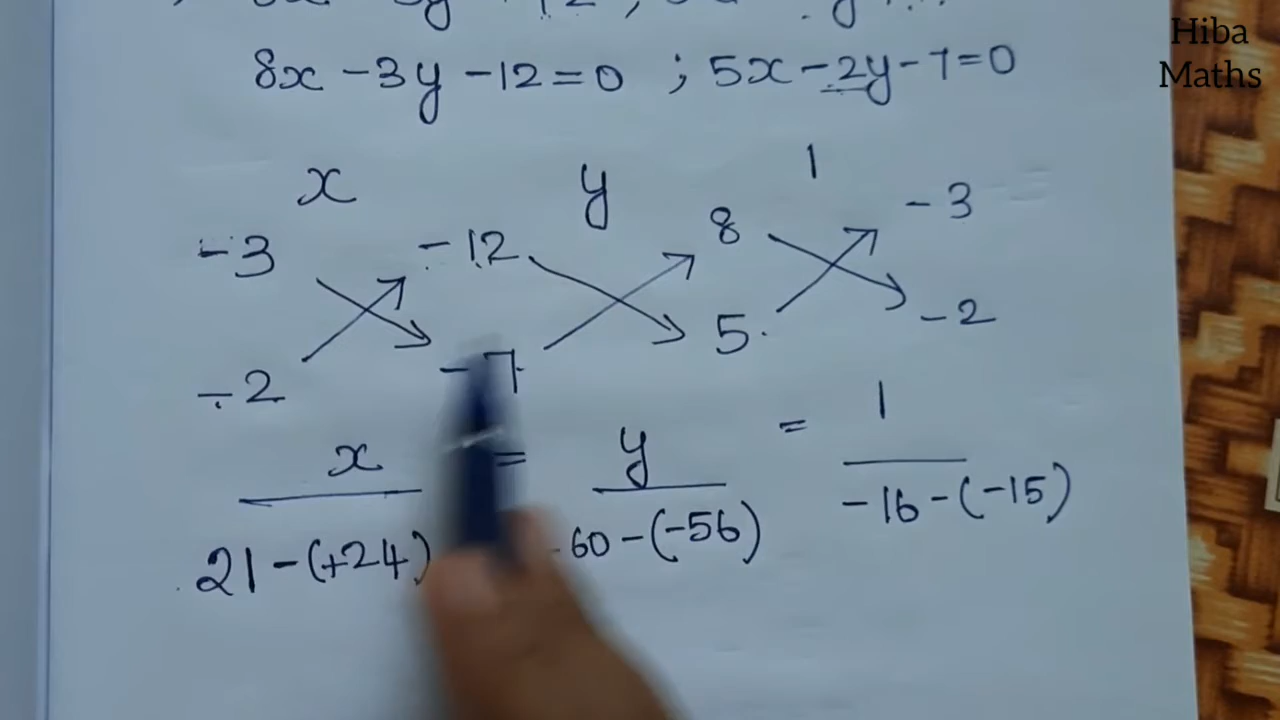 Hiba
Maths
8x - 3y - 12 = 0 ; 5x - 2y - 7 = 0
x y 1
-3 -12 8 -3
-2 -7 5 -2
x = y = 1
21 - (+24) -60 - (-56) -16 - (-15)